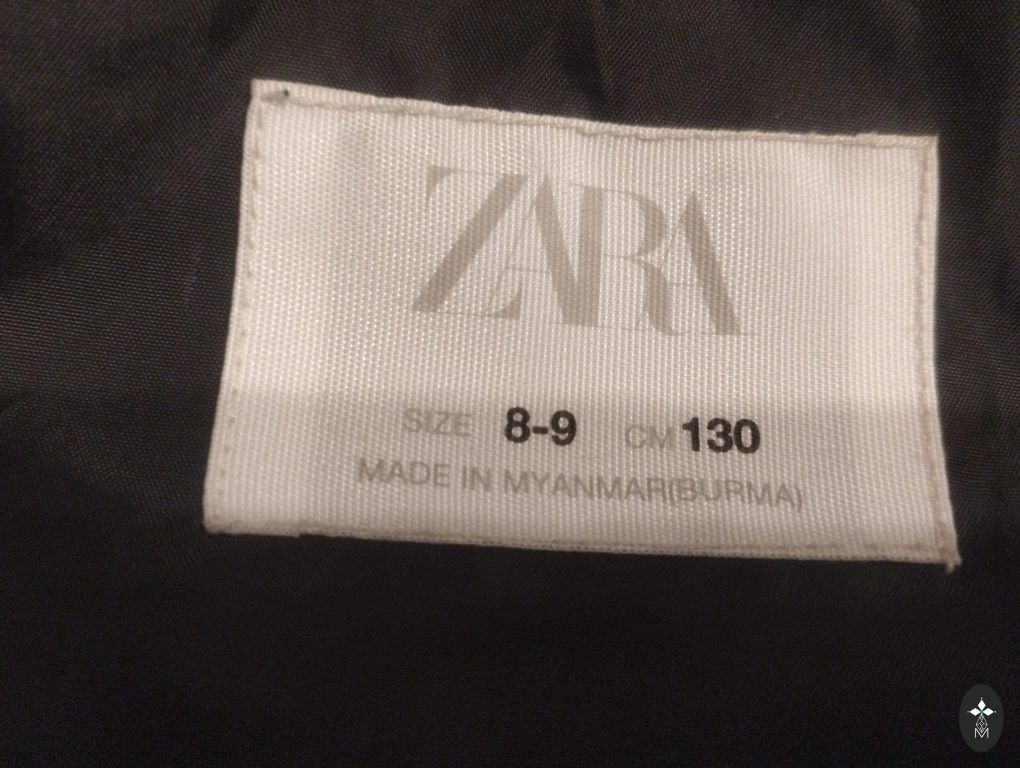 ZARA
SIZE 8-9 CM 130
MADE IN MYANMAR(BURMA)
M